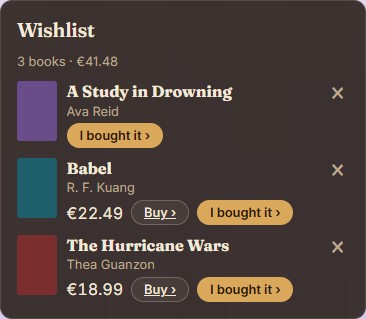 Wishlist
3 books · €41.48
A Study in Drowning ×
Ava Reid
I bought it ›
Babel ×
R. F. Kuang
€22.49 Buy › I bought it ›
The Hurricane Wars ×
Thea Guanzon
€18.99 Buy › I bought it ›